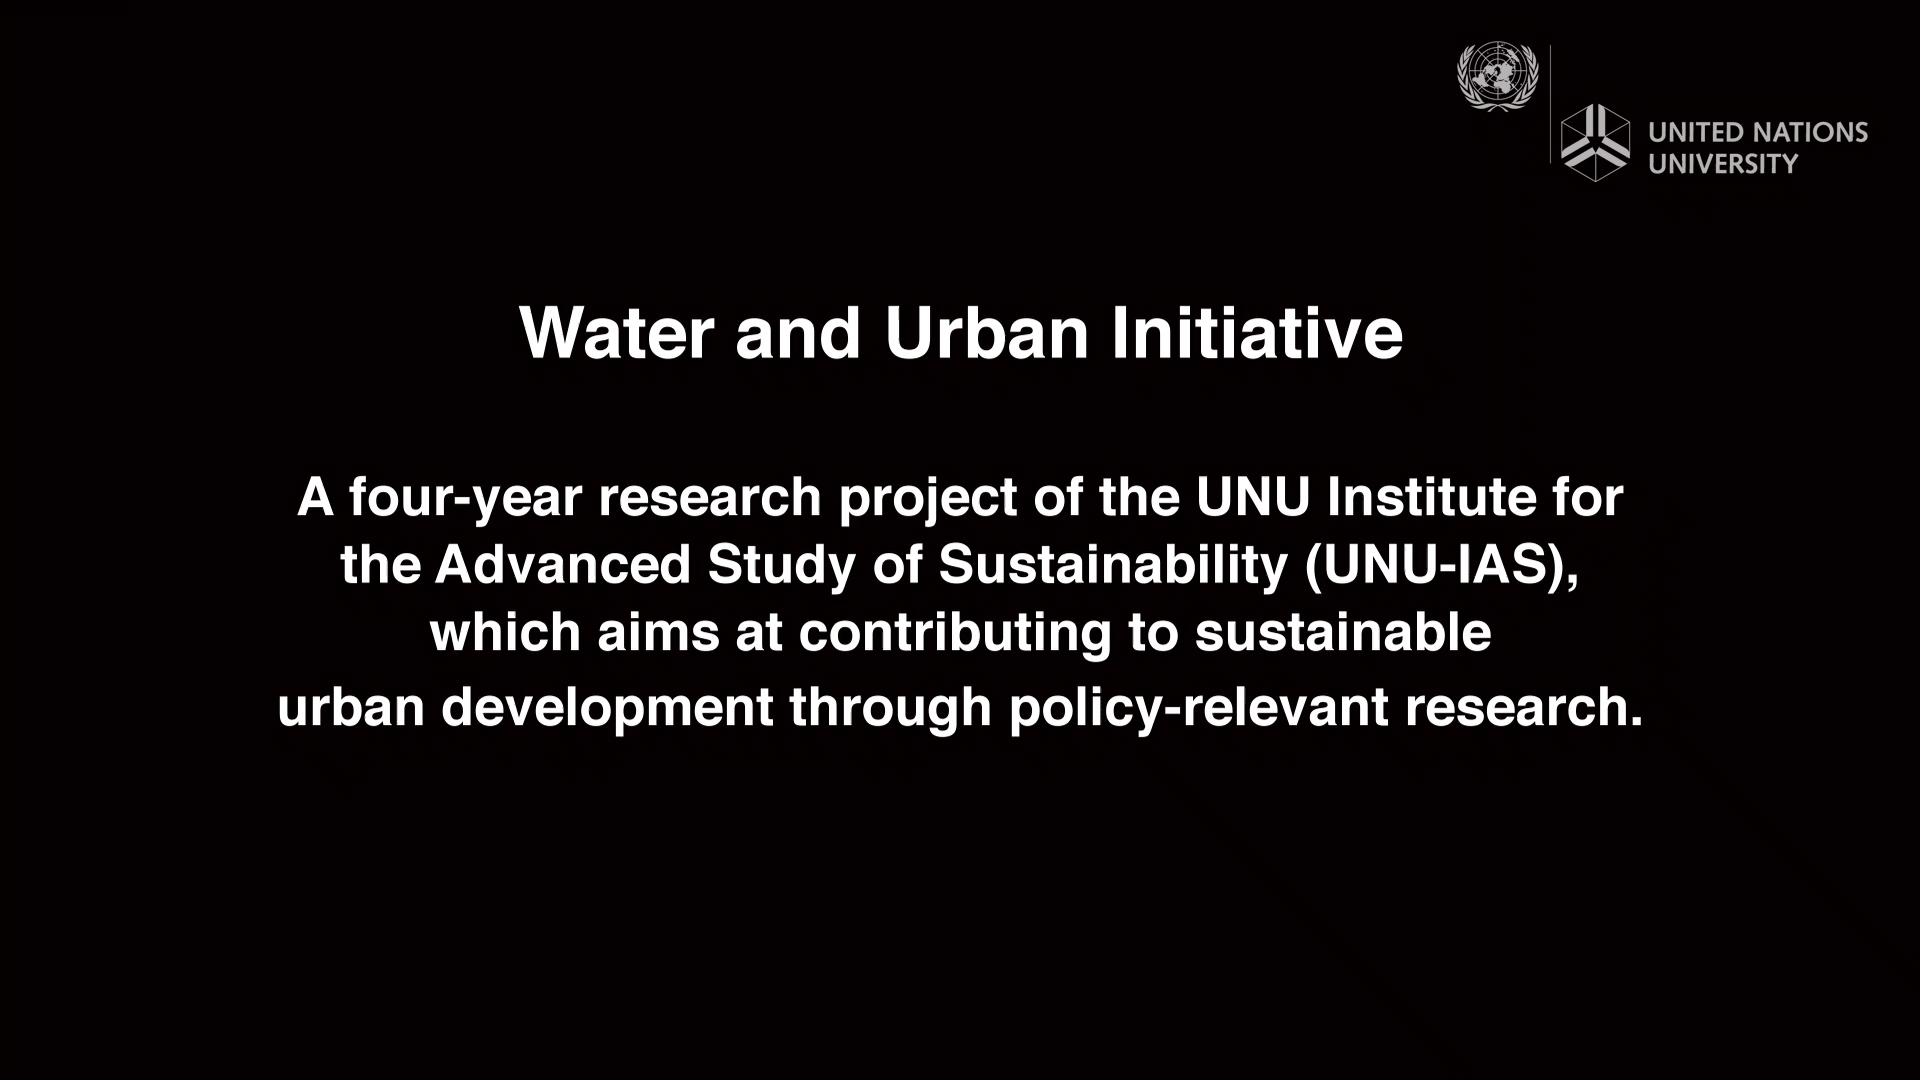 UNITED NATIONS
UNIVERSITY
Water and Urban Initiative
A four-year research project of the UNU Institute for
the Advanced Study of Sustainability (UNU-IAS),
which aims at contributing to sustainable
urban development through policy-relevant research.